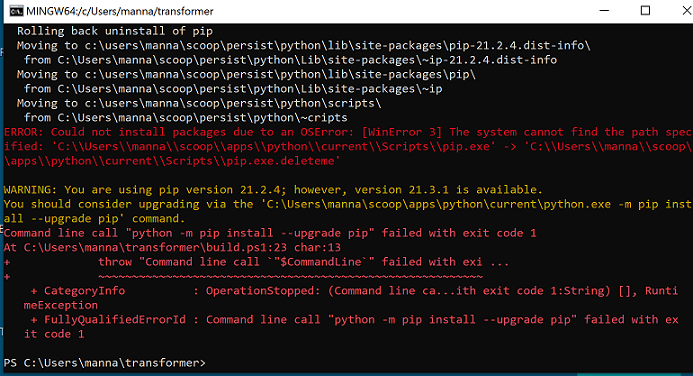 MINGW64:/c/Users/manna/transformer
Rolling back uninstall of pip
Moving to c:\users\manna\scoop\persist\python\lib\site-packages\pip-21.2.4.dist-info\
from C:\Users\manna\scoop\persist\python\Lib\site-packages\~ip-21.2.4.dist-info
Moving to c:\users\manna\scoop\persist\python\lib\site-packages\pip\
from C:\Users\manna\scoop\persist\python\Lib\site-packages\~ip
Moving to c:\users\manna\scoop\persist\python\scripts\
from C:\Users\manna\scoop\persist\python\~cripts
ERROR: Could not install packages due to an OSError: [WinError 3] The system cannot find the path spec
ified: 'C:\\Users\\manna\\scoop\\apps\\python\\current\\Scripts\\pip.exe' -> 'C:\\Users\\manna\\scoop\
\apps\\python\\current\\Scripts\\pip.exe.deleteme'
WARNING: You are using pip version 21.2.4; however, version 21.3.1 is available.
You should consider upgrading via the 'C:\Users\manna\scoop\apps\python\current\python.exe -m pip inst
all --upgrade pip' command.
Command line call "python -m pip install --upgrade pip" failed with exit code 1
At C:\Users\manna\transformer\build.ps1:23 char:13
+ throw "Command line call `"$CommandLine`" failed with exi ...
+ ~~~~~~~~~~~~~~~~~~~~~~~~~~~~~~~~~~~~~~~~~~~~~~~~~~~~~~~~~
+ CategoryInfo : OperationStopped: (Command line ca...ith exit code 1:String) [], Runti
meException
+ FullyQualifiedErrorId : Command line call "python -m pip install --upgrade pip" failed with ex
it code 1
PS C:\Users\manna\transformer>